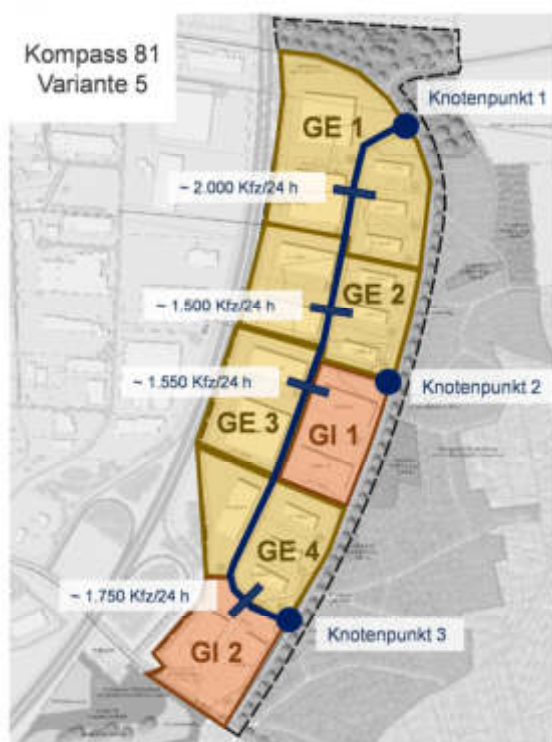 Kompass 81
Variante 5
Knotenpunkt 1
GE 1
~ 2.000 Kfz/24 h
GE 2
~ 1.500 Kfz/24 h
~ 1.550 Kfz/24 h
Knotenpunkt 2
GE 3
GI 1
GE 4
~ 1.750 Kfz/24 h
Knotenpunkt 3
GI 2